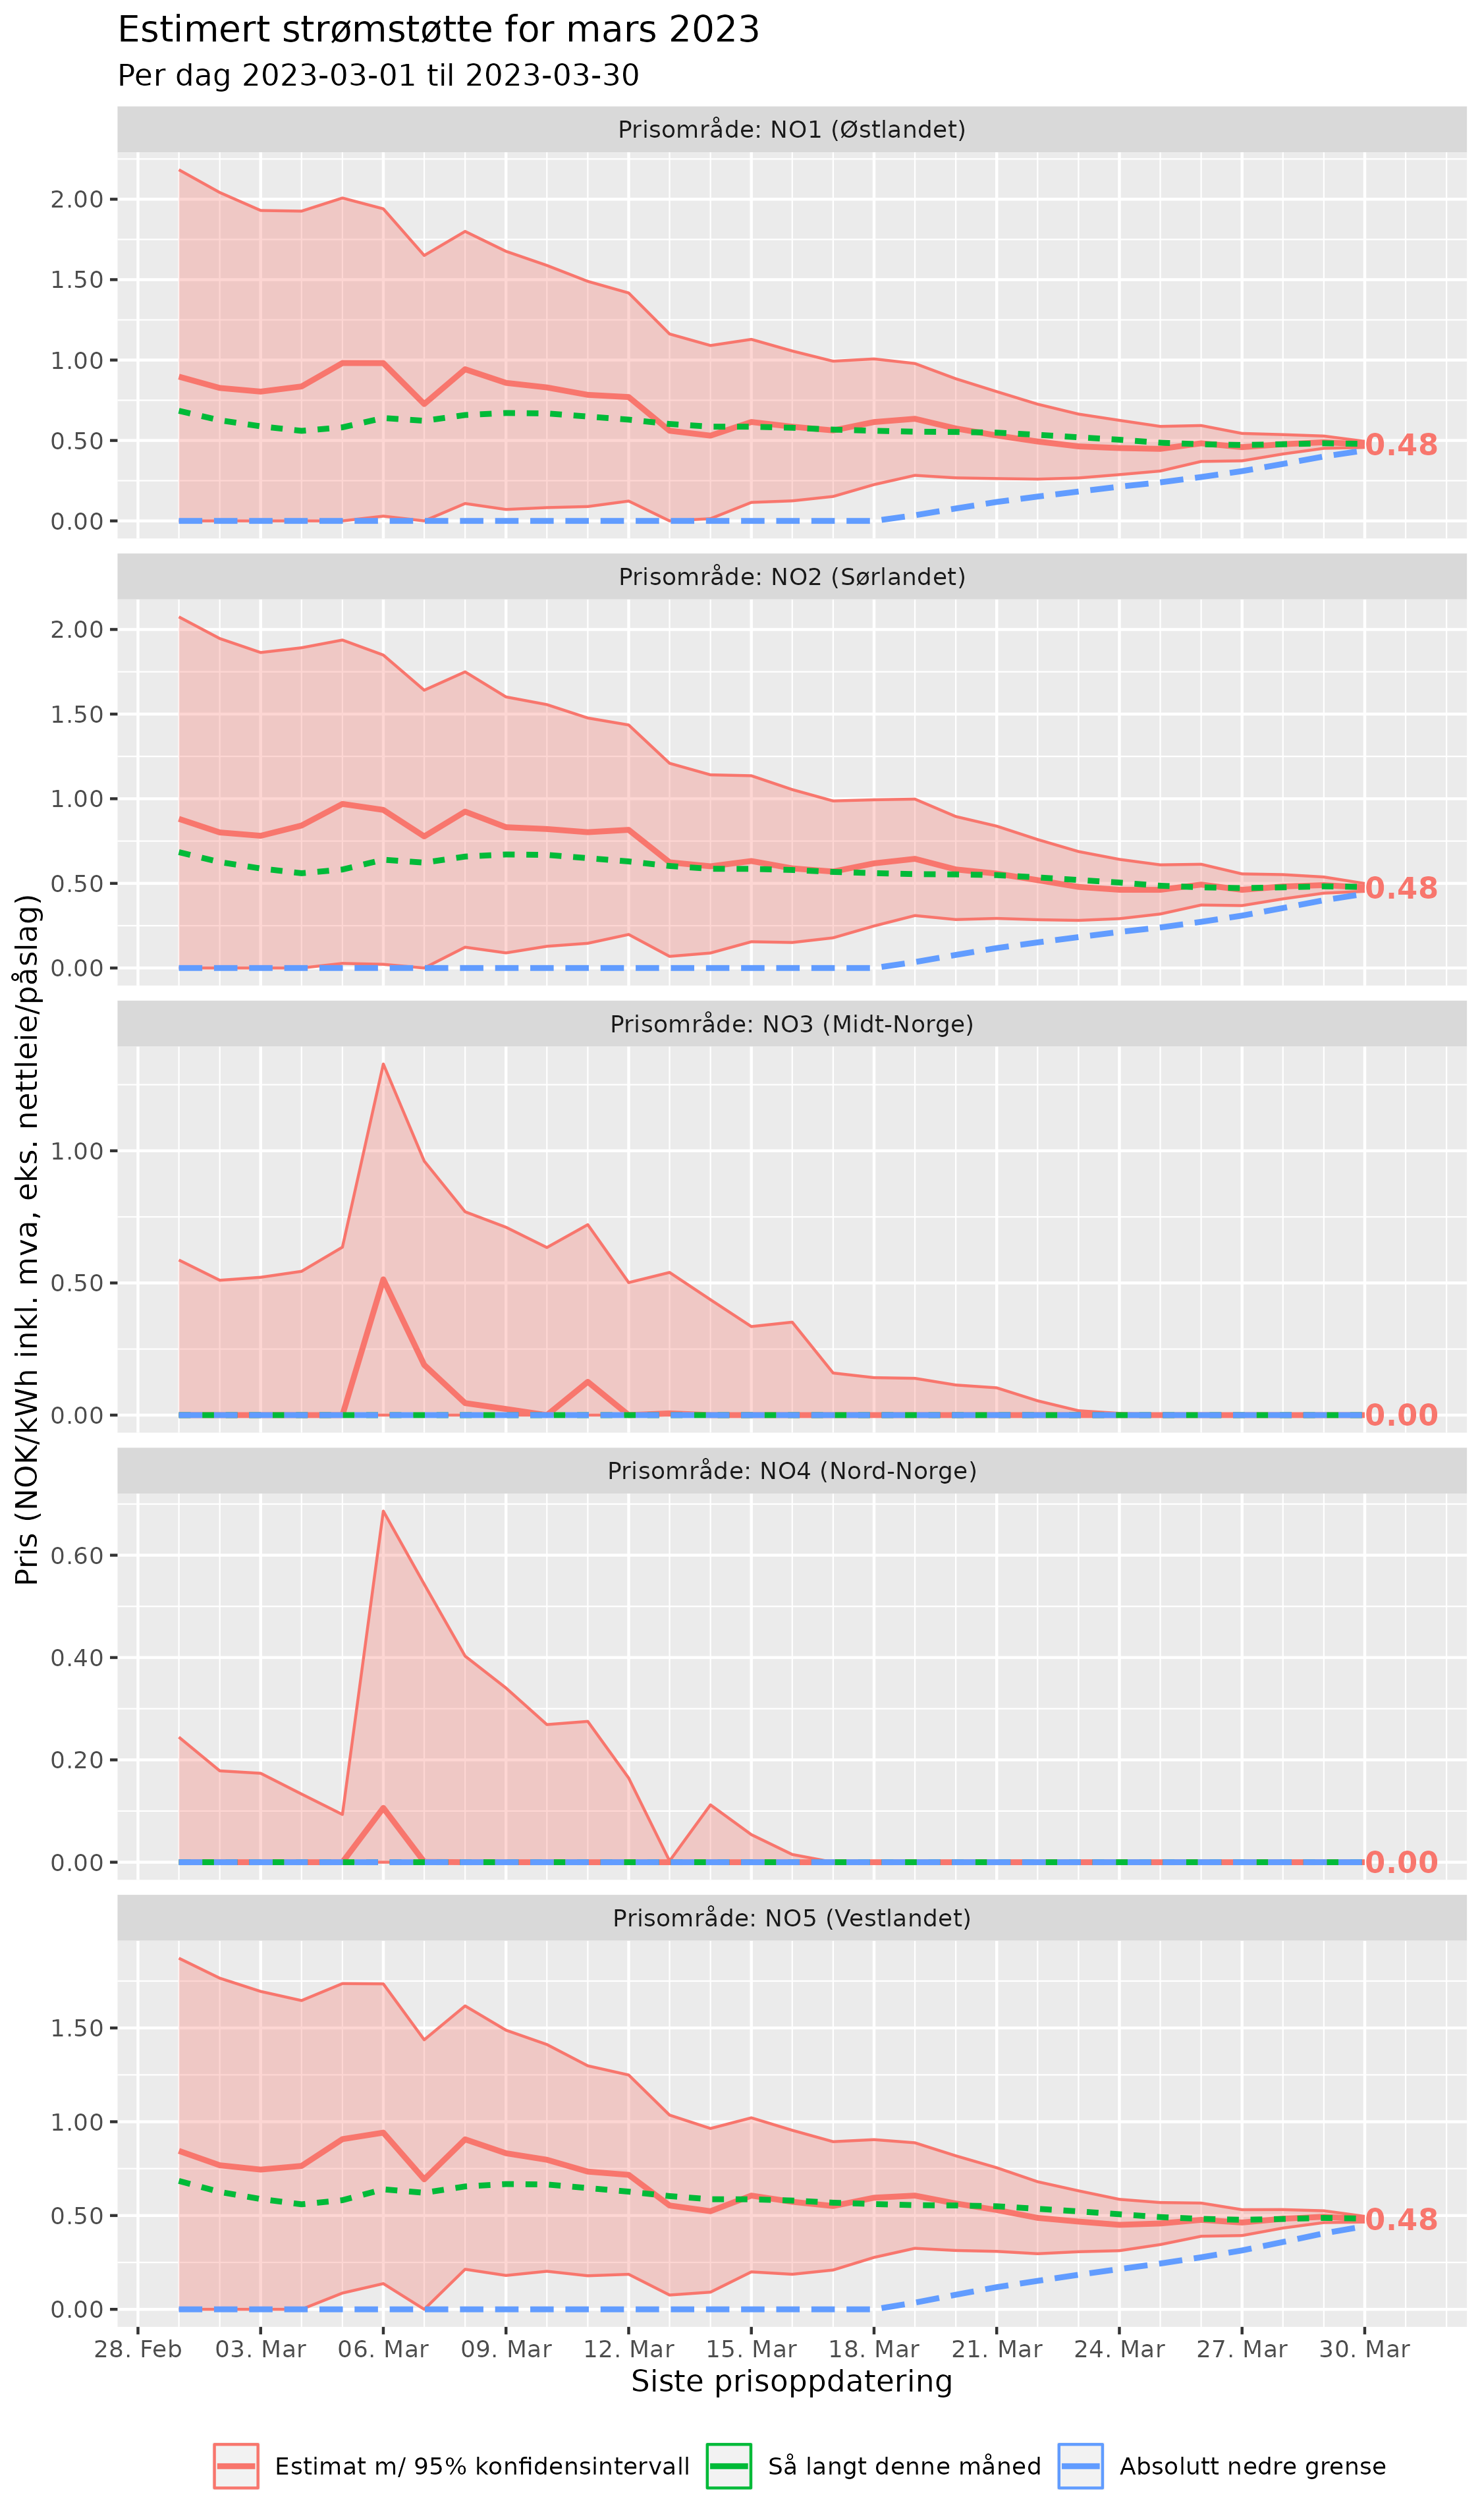 Estimert strømstøtte for mars 2023
Per dag 2023-03-01 til 2023-03-30
Pris (NOK/kWh inkl. mva, eks. nettleie/påslag)
Prisområde: NO1 (Østlandet)
2.00
1.50
1.00
0.50
0.00
0.48
Prisområde: NO2 (Sørlandet)
2.00
1.50
1.00
0.50
0.00
0.48
Prisområde: NO3 (Midt-Norge)
1.00
0.50
0.00
0.00
Prisområde: NO4 (Nord-Norge)
0.60
0.40
0.20
0.00
0.00
Prisområde: NO5 (Vestlandet)
1.50
1.00
0.50
0.00
0.48
28. Feb 03. Mar 06. Mar 09. Mar 12. Mar 15. Mar 18. Mar 21. Mar 24. Mar 27. Mar 30. Mar
Siste prisoppdatering
Estimat m/ 95% konfidensintervall Så langt denne måned Absolutt nedre grense